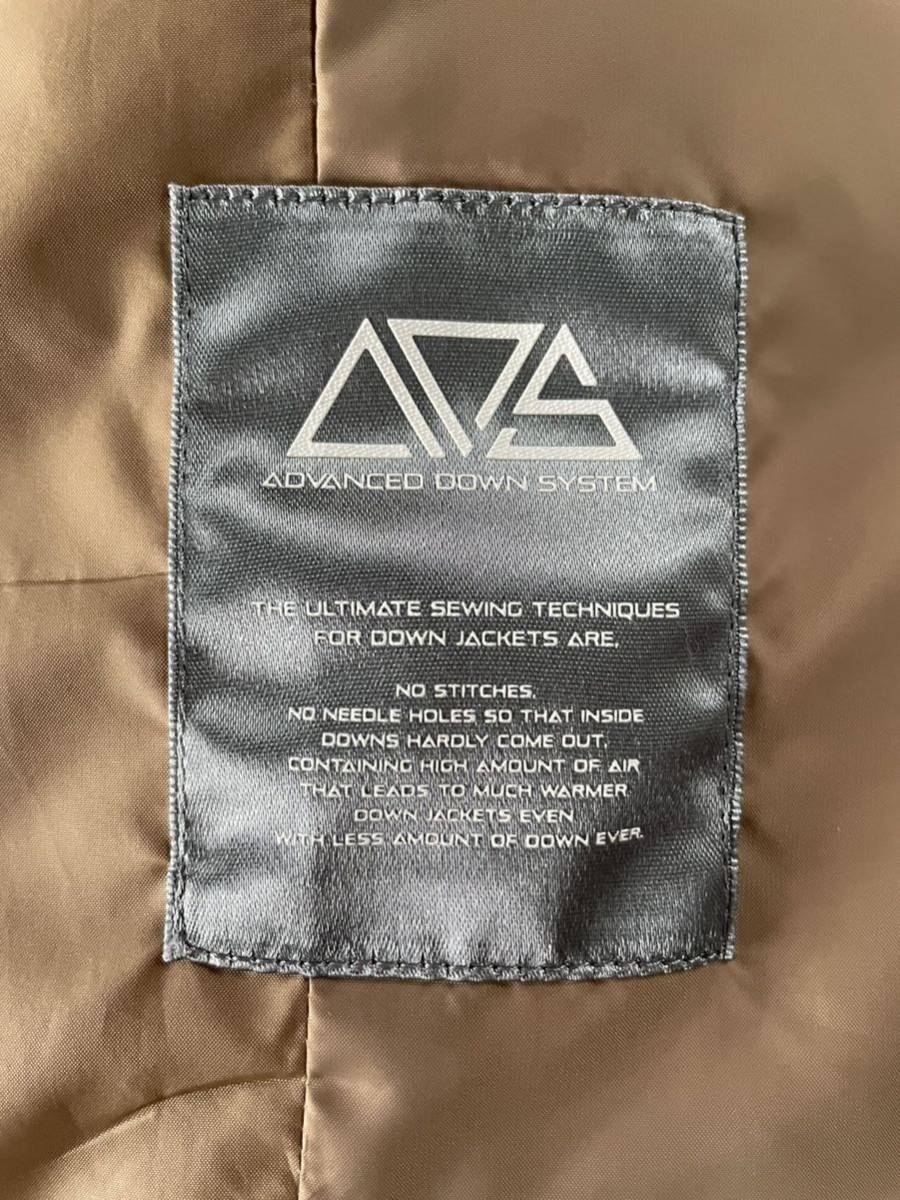 ADS
ADVANCED DOWN SYSTEM
THE ULTIMATE SEWING TECHNIQUES
FOR DOWN JACKETS ARE,
NO STITCHES,
NO NEEDLE HOLES SO THAT INSIDE
DOWNS HARDLY COME OUT,
CONTAINING HIGH AMOUNT OF AIR
THAT LEADS TO MUCH WARMER
DOWN JACKETS EVEN
WITH LESS AMOUNT OF DOWN EVER.